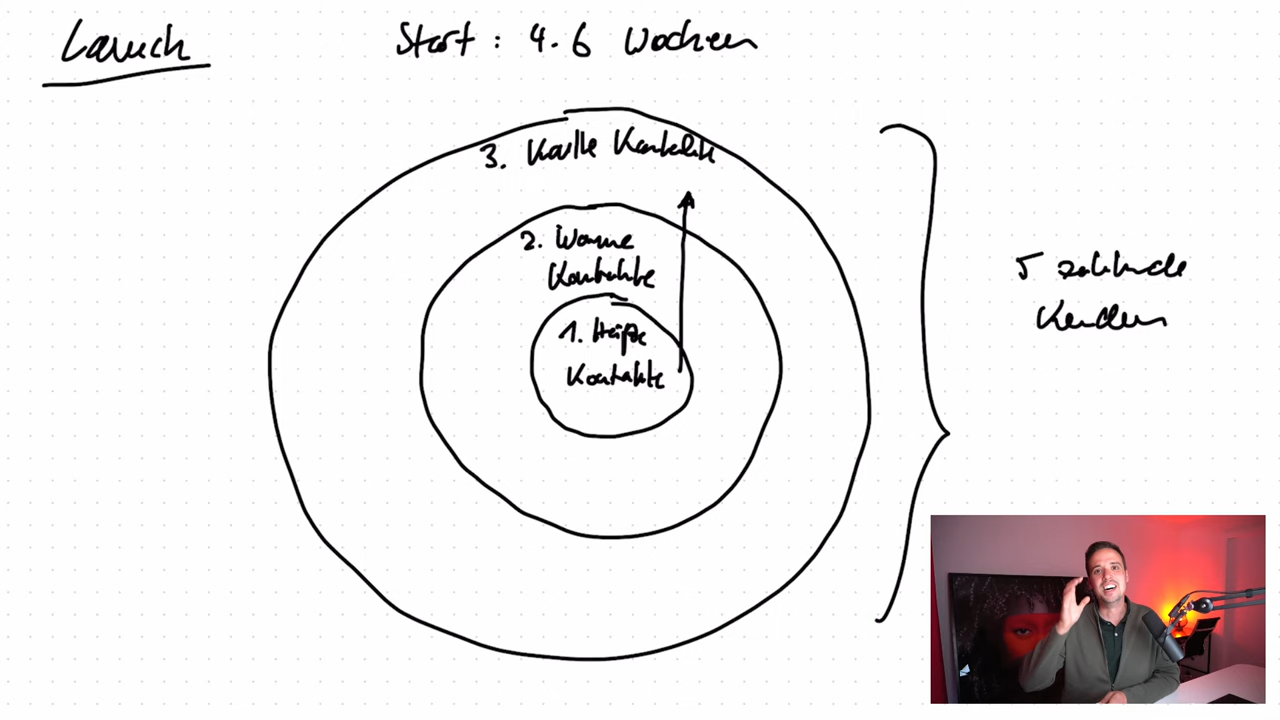 Launch
Start : 4-6 Wochen
3. Kalte Kontakte
2. Warme
Kontakte
1. Heiße
Kontakte
5 zahlende
Kunden